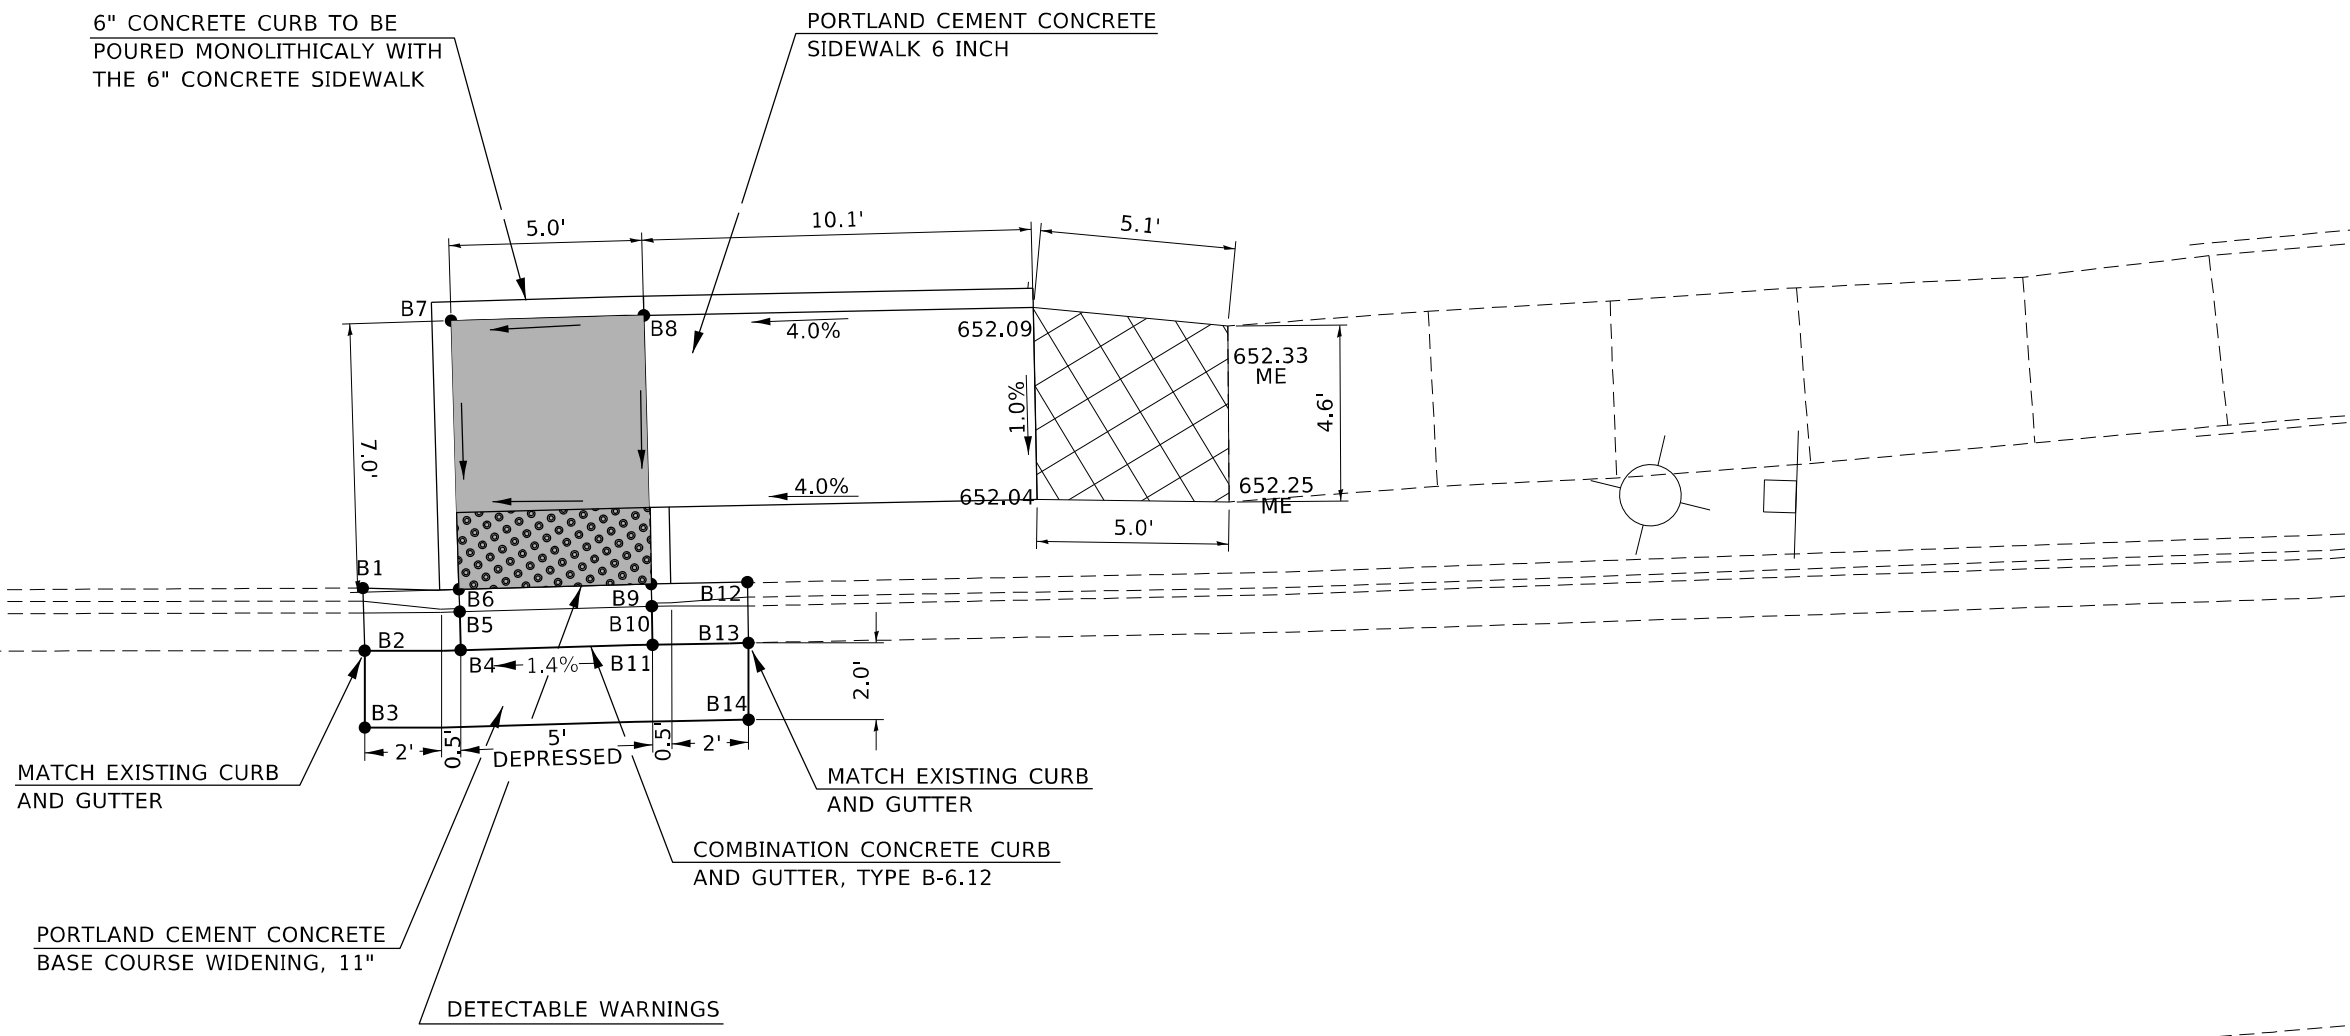 6" CONCRETE CURB TO BE
POURED MONOLITHICALY WITH
THE 6" CONCRETE SIDEWALK
PORTLAND CEMENT CONCRETE
SIDEWALK 6 INCH
5.0'
10.1'
5.1'
B7
B8
4.0%
652.09
652.33
ME
7.0'
1.0%
4.6'
4.0%
652.04
652.25
ME
5.0'
B1
B6
B9
B12
B5
B10
B2
B13
B4
1.4%
B11
2.0'
B3
B14
2'
0.5'
5'
DEPRESSED
0.5'
2'
MATCH EXISTING CURB
AND GUTTER
MATCH EXISTING CURB
AND GUTTER
COMBINATION CONCRETE CURB
AND GUTTER, TYPE B-6.12
PORTLAND CEMENT CONCRETE
BASE COURSE WIDENING, 11"
DETECTABLE WARNINGS